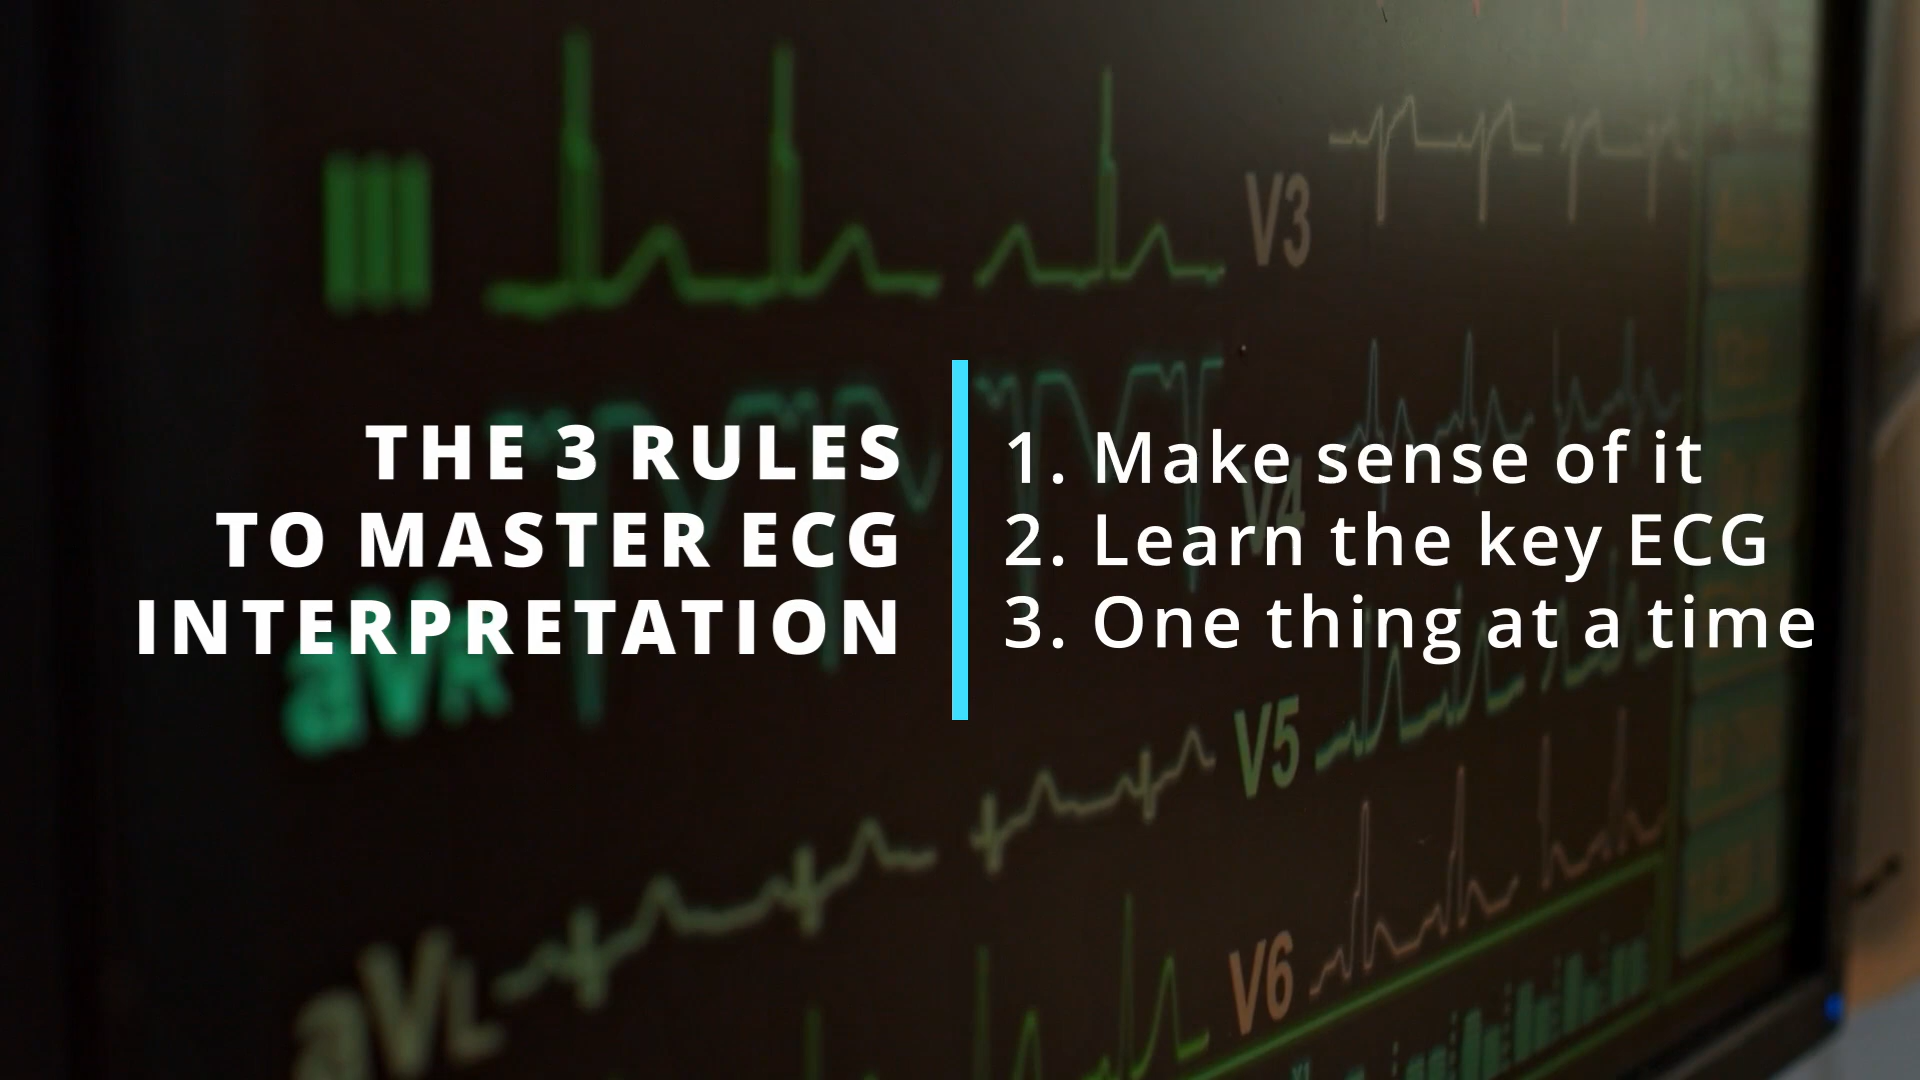 THE 3 RULES
TO MASTER ECG
INTERPRETATION
1. Make sense of it
2. Learn the key ECG
3. One thing at a time
III
aVR
aVL
V3
V4
V5
V6